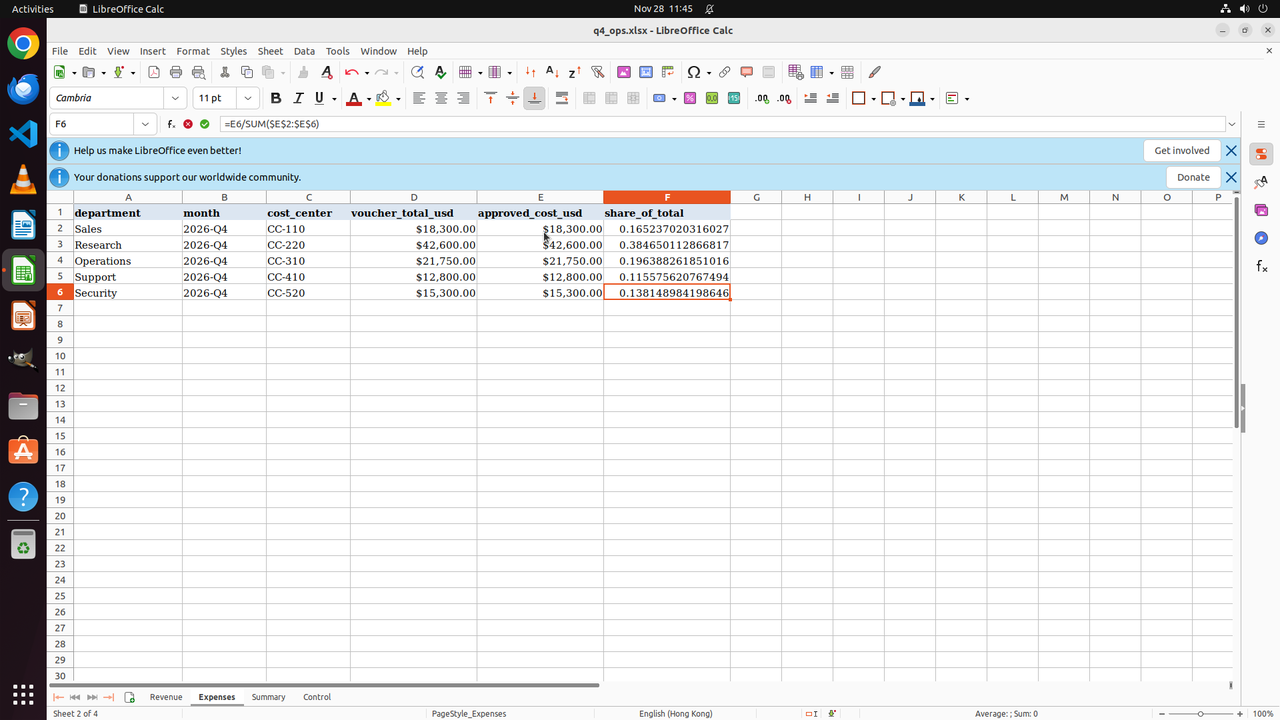 Activities LibreOffice Calc Nov 28 11:45
q4_ops.xlsx - LibreOffice Calc
File Edit View Insert Format Styles Sheet Data Tools Window Help
Cambria 11 pt
F6 =E6/SUM($E$2:$E$6)
Help us make LibreOffice even better! Get involved
Your donations support our worldwide community. Donate
A B C D E F G H I J K L M N O P
1 department month cost_center voucher_total_usd approved_cost_usd share_of_total
2 Sales 2026-Q4 CC-110 $18,300.00 $18,300.00 0.165237020316027
3 Research 2026-Q4 CC-220 $42,600.00 $42,600.00 0.384650112866817
4 Operations 2026-Q4 CC-310 $21,750.00 $21,750.00 0.196388261851016
5 Support 2026-Q4 CC-410 $12,800.00 $12,800.00 0.115575620767494
6 Security 2026-Q4 CC-520 $15,300.00 $15,300.00 0.138148984198646
7
8
9
10
11
12
13
14
15
16
17
18
19
20
21
22
23
24
25
26
27
28
29
30
Revenue Expenses Summary Control
Sheet 2 of 4 PageStyle_Expenses English (Hong Kong) Average: ; Sum: 0 100%